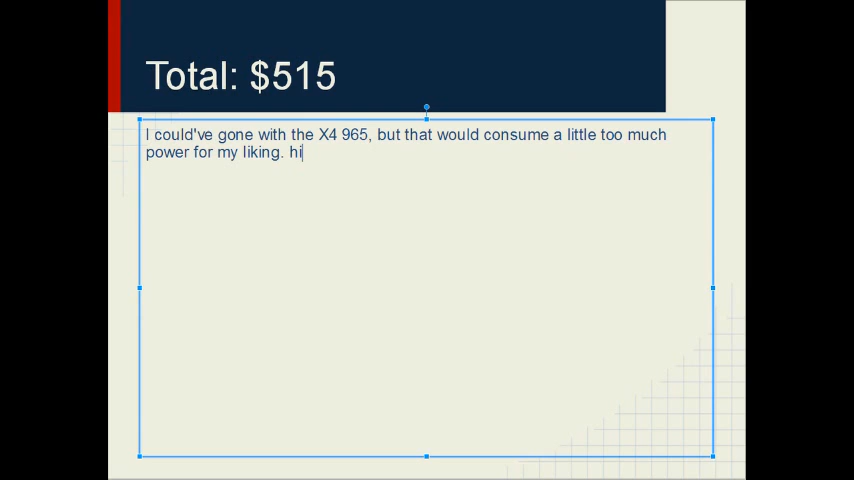 Total: $515
I could've gone with the X4 965, but that would consume a little too much
power for my liking. hi